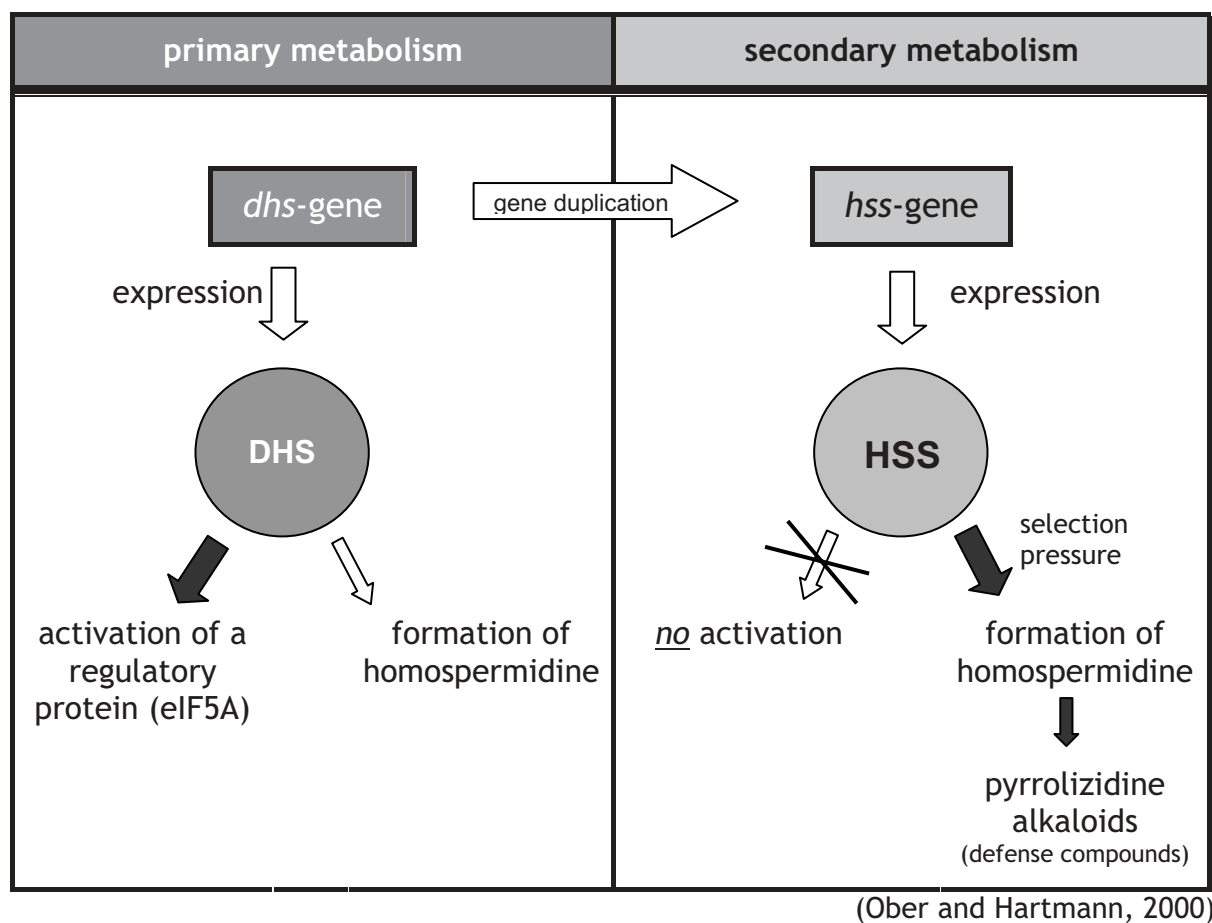 primary metabolism
secondary metabolism
dhs-gene
gene duplication
hss-gene
expression
expression
DHS
HSS
selection
pressure
activation of a
regulatory
protein (eIF5A)
formation of
homospermidine
no activation
formation of
homospermidine
pyrrolizidine
alkaloids
(defense compounds)
(Ober and Hartmann, 2000)